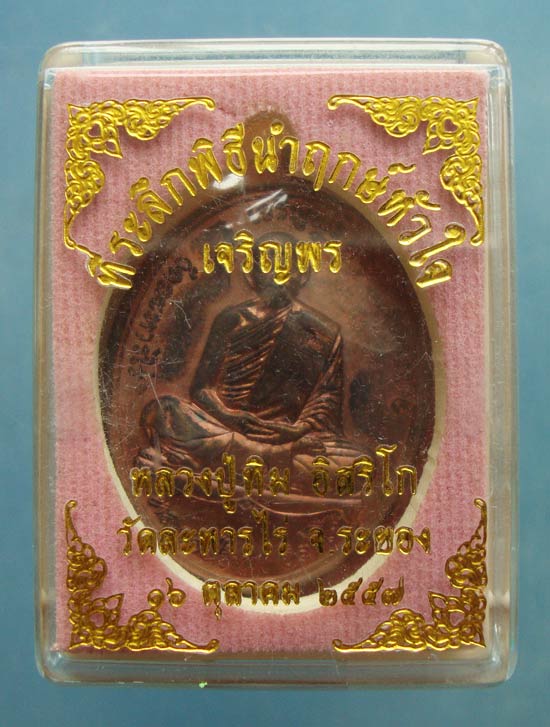 ที่ระลึกพิธีนำฤกษ์หัวใจ
เจริญพร
หลวงปู่ทิม อิสริโก
วัดละหารไร่ จ.ระยอง
๑๖ ตุลาคม ๒๕๕๗